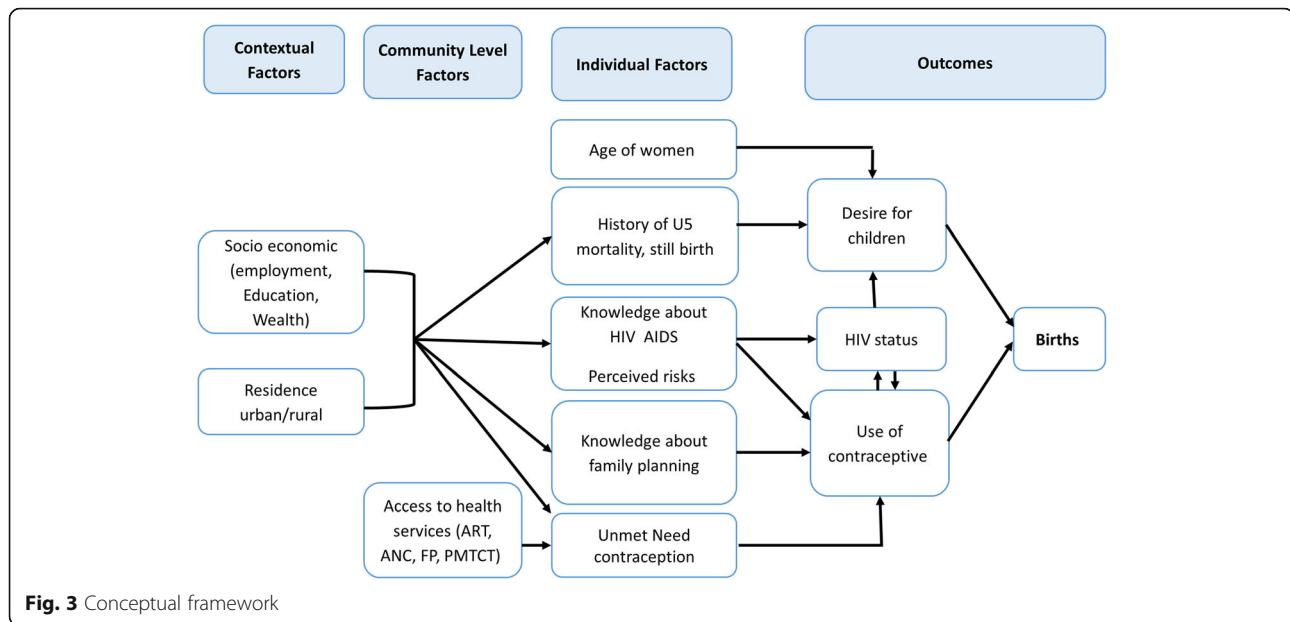 Contextual
Factors
Community Level
Factors
Individual Factors
Outcomes
Age of women
History of U5
mortality, still birth
Desire for
children
Socio economic
(employment,
Education,
Wealth)
Knowledge about
HIV AIDS
Perceived risks
HIV status
Births
Residence
urban/rural
Knowledge about
family planning
Use of
contraceptive
Access to health
services (ART,
ANC, FP, PMTCT)
Unmet Need
contraception
Fig. 3 Conceptual framework